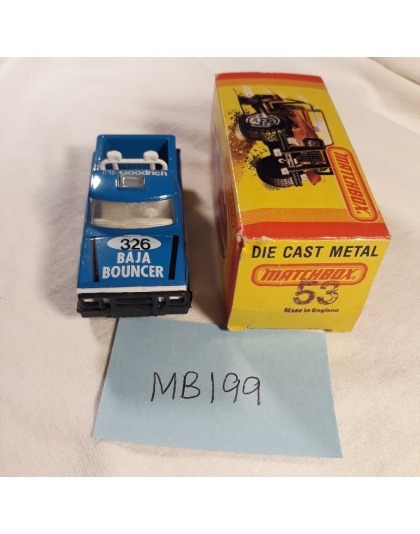 Goodrich
326
BAJA
BOUNCER
MATCHBOX
DIE CAST METAL
MATCHBOX
53
Made in England
MB199